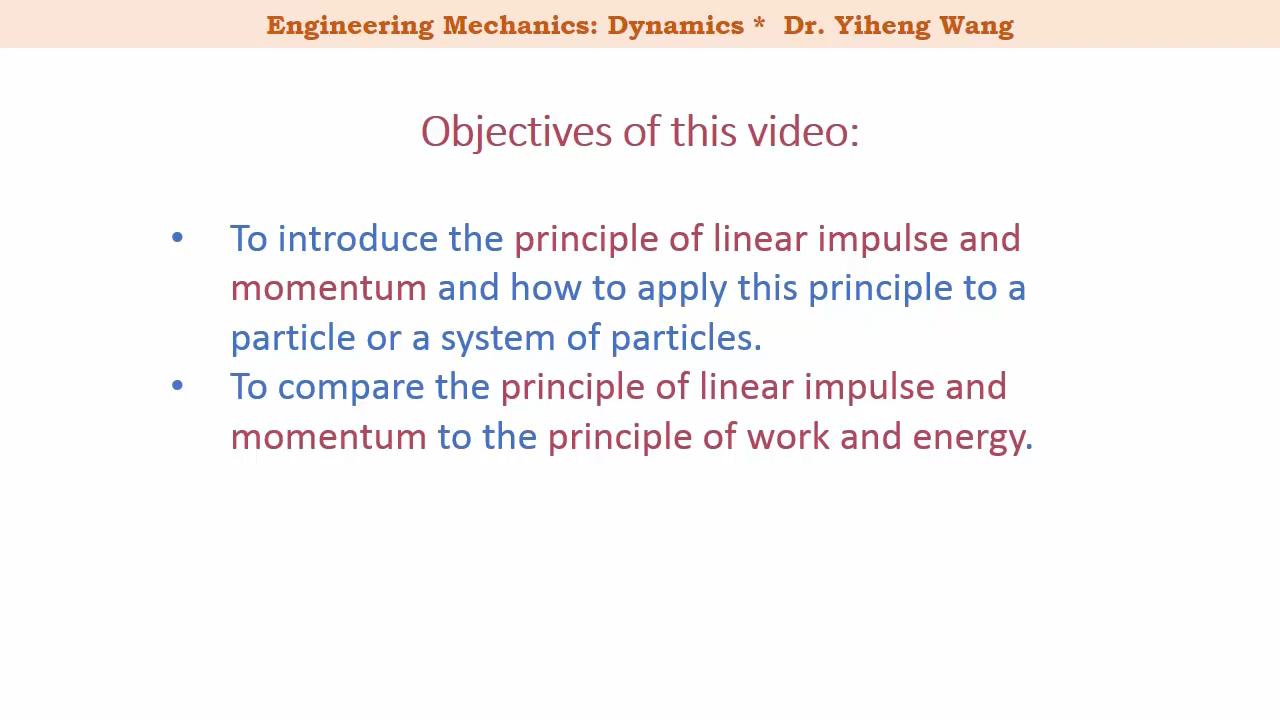 Engineering Mechanics: Dynamics * Dr. Yiheng Wang
Objectives of this video:
• To introduce the principle of linear impulse and
momentum and how to apply this principle to a
particle or a system of particles.
• To compare the principle of linear impulse and
momentum to the principle of work and energy.